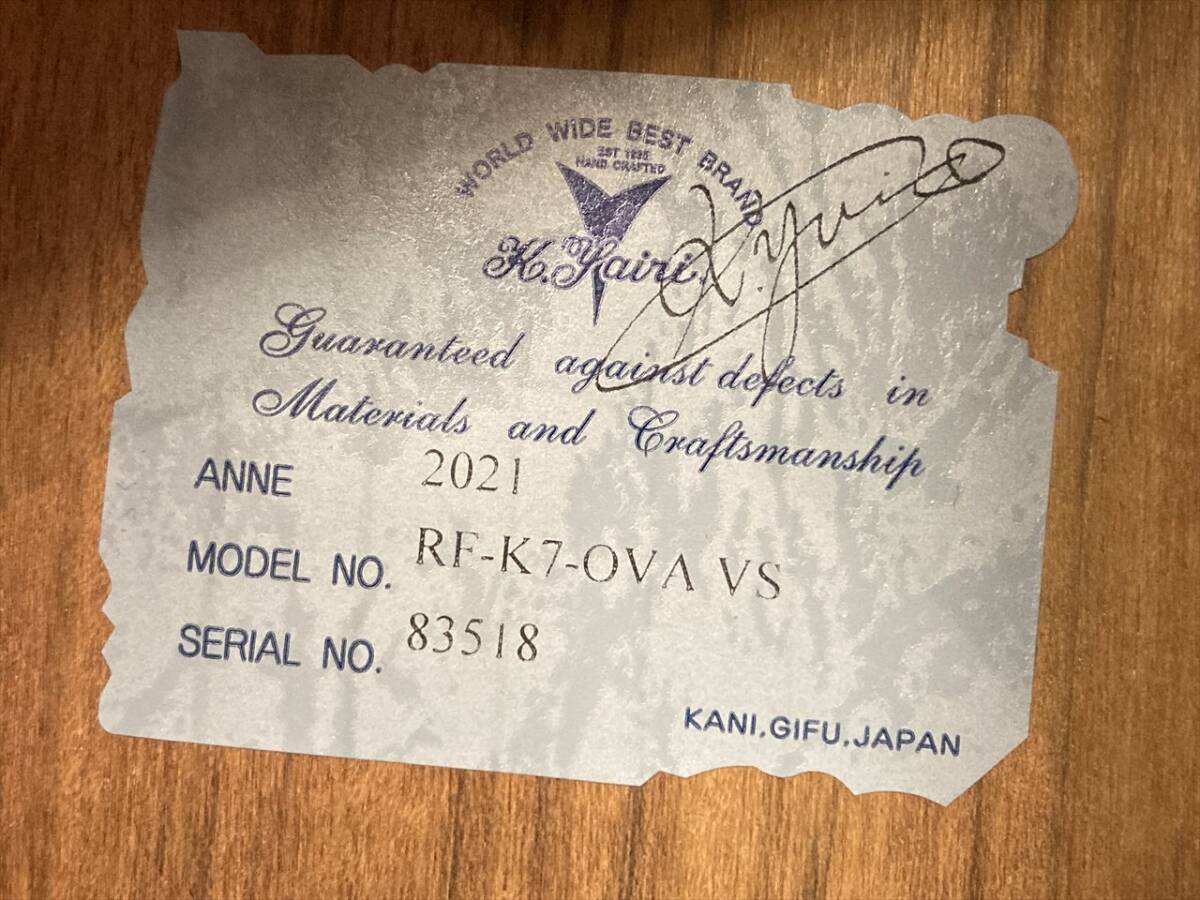 WORLD WIDE BEST BRAND
EST 1935
HAND CRAFTED
K.Yairi
K.Yairi
Guaranteed against defects in
Materials and Craftsmanship
ANNE 2021
MODEL NO. RF-K7-OVA VS
SERIAL NO. 83518
KANI.GIFU.JAPAN